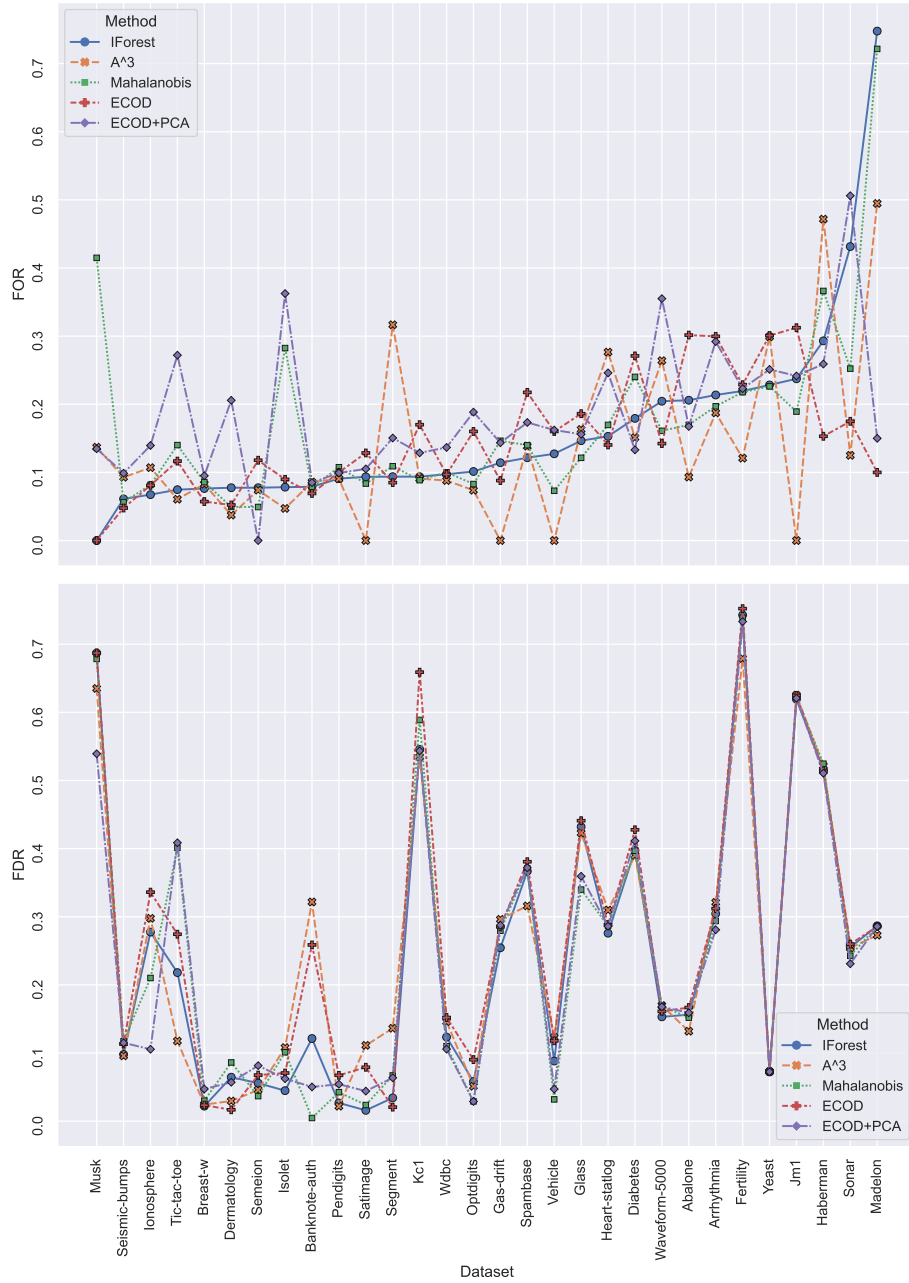 Method
IForest
A^3
Mahalanobis
ECOD
ECOD+PCA
FOR
0.7
0.6
0.5
0.4
0.3
0.2
0.1
0.0
FDR
0.7
0.6
0.5
0.4
0.3
0.2
0.1
0.0
Method
IForest
A^3
Mahalanobis
ECOD
ECOD+PCA
Musk
Seismic-bumps
Ionosphere
Tic-tac-toe
Breast-w
Dermatology
Semeion
Isolet
Banknote-auth
Pendigits
Satimage
Segment
Kc1
Wdbc
Optdigits
Gas-drift
Spambase
Vehicle
Glass
Heart-statlog
Diabetes
Waveform-5000
Abalone
Arrhythmia
Fertility
Yeast
Jm1
Haberman
Sonar
Madelon
Dataset